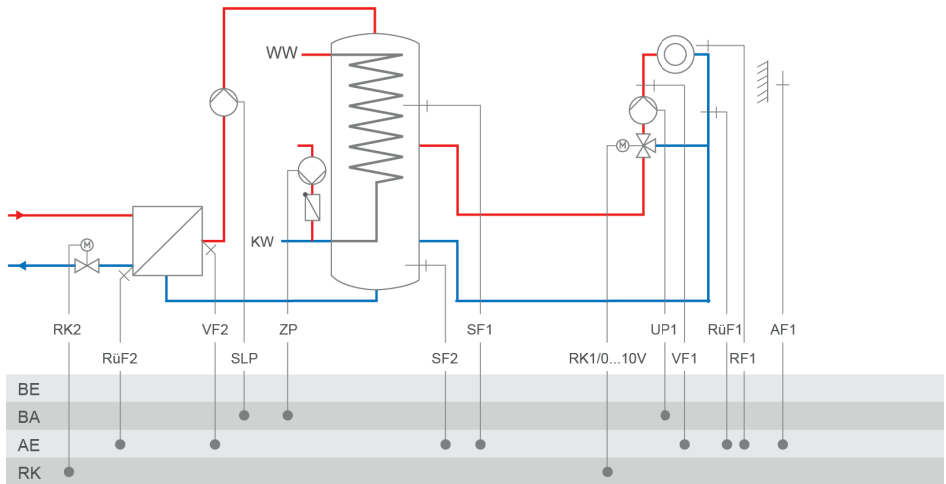 WW
M
KW
M
RK2
VF2
ZP
SF1
UP1
RüF1
AF1
RüF2
SLP
SF2
RK1/0...10V
VF1
RF1
BE
BA
AE
RK